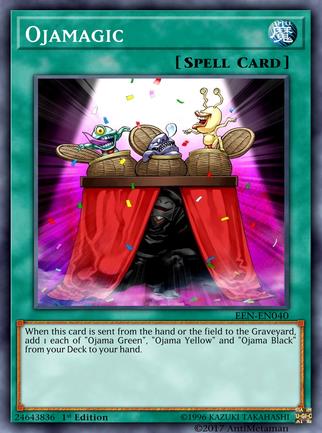 Ojamagic
[Spell Card]
EEN-EN040
When this card is sent from the hand or the field to the Graveyard,
add 1 each of "Ojama Green", "Ojama Yellow" and "Ojama Black"
from your Deck to your hand.
24643836 1st Edition ©1996 KAZUKI TAKAHASHI
©2017 AntiMetaman